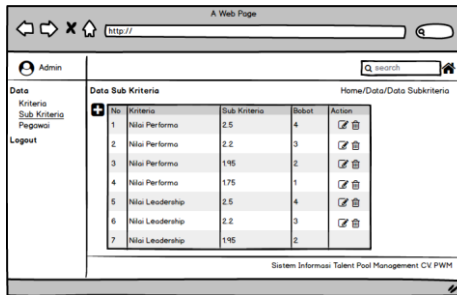 A Web Page
http://
Admin
search
Data
Kriteria
Sub Kriteria
Pegawai
Logout
Data Sub Kriteria
Home/Data/Data Subkriteria
No Kriteria Sub Kriteria Bobot Action
1 Nilai Performa 2.5 4
2 Nilai Performa 2.2 3
3 Nilai Performa 1.95 2
4 Nilai Performa 1.75 1
5 Nilai Leadership 2.5 4
6 Nilai Leadership 2.2 3
7 Nilai Leadership 1.95 2
Sistem Informasi Talent Pool Management CV PWM